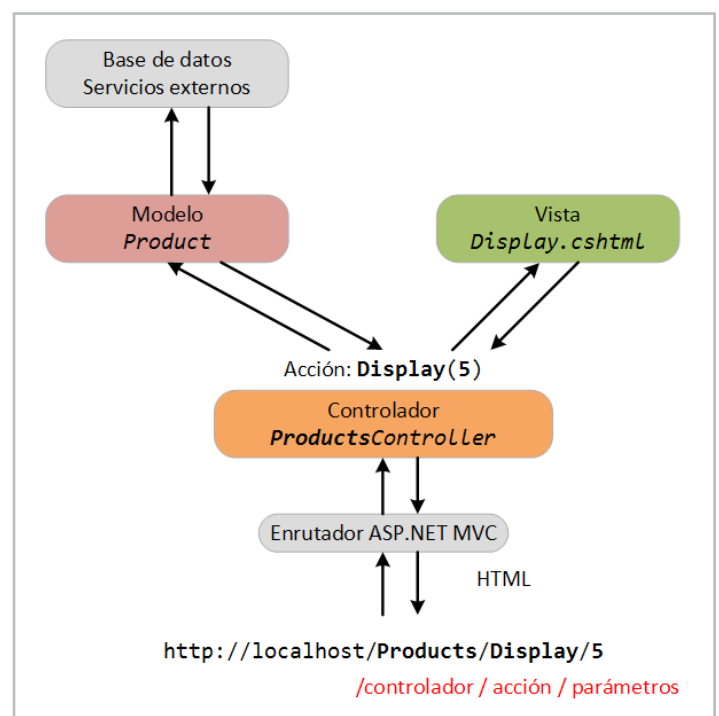 Base de datos
Servicios externos
Modelo
Product
Vista
Display.cshtml
Acción: Display(5)
Controlador
ProductsController
Enrutador ASP.NET MVC
HTML
http://localhost/Products/Display/5
/controlador / acción / parámetros